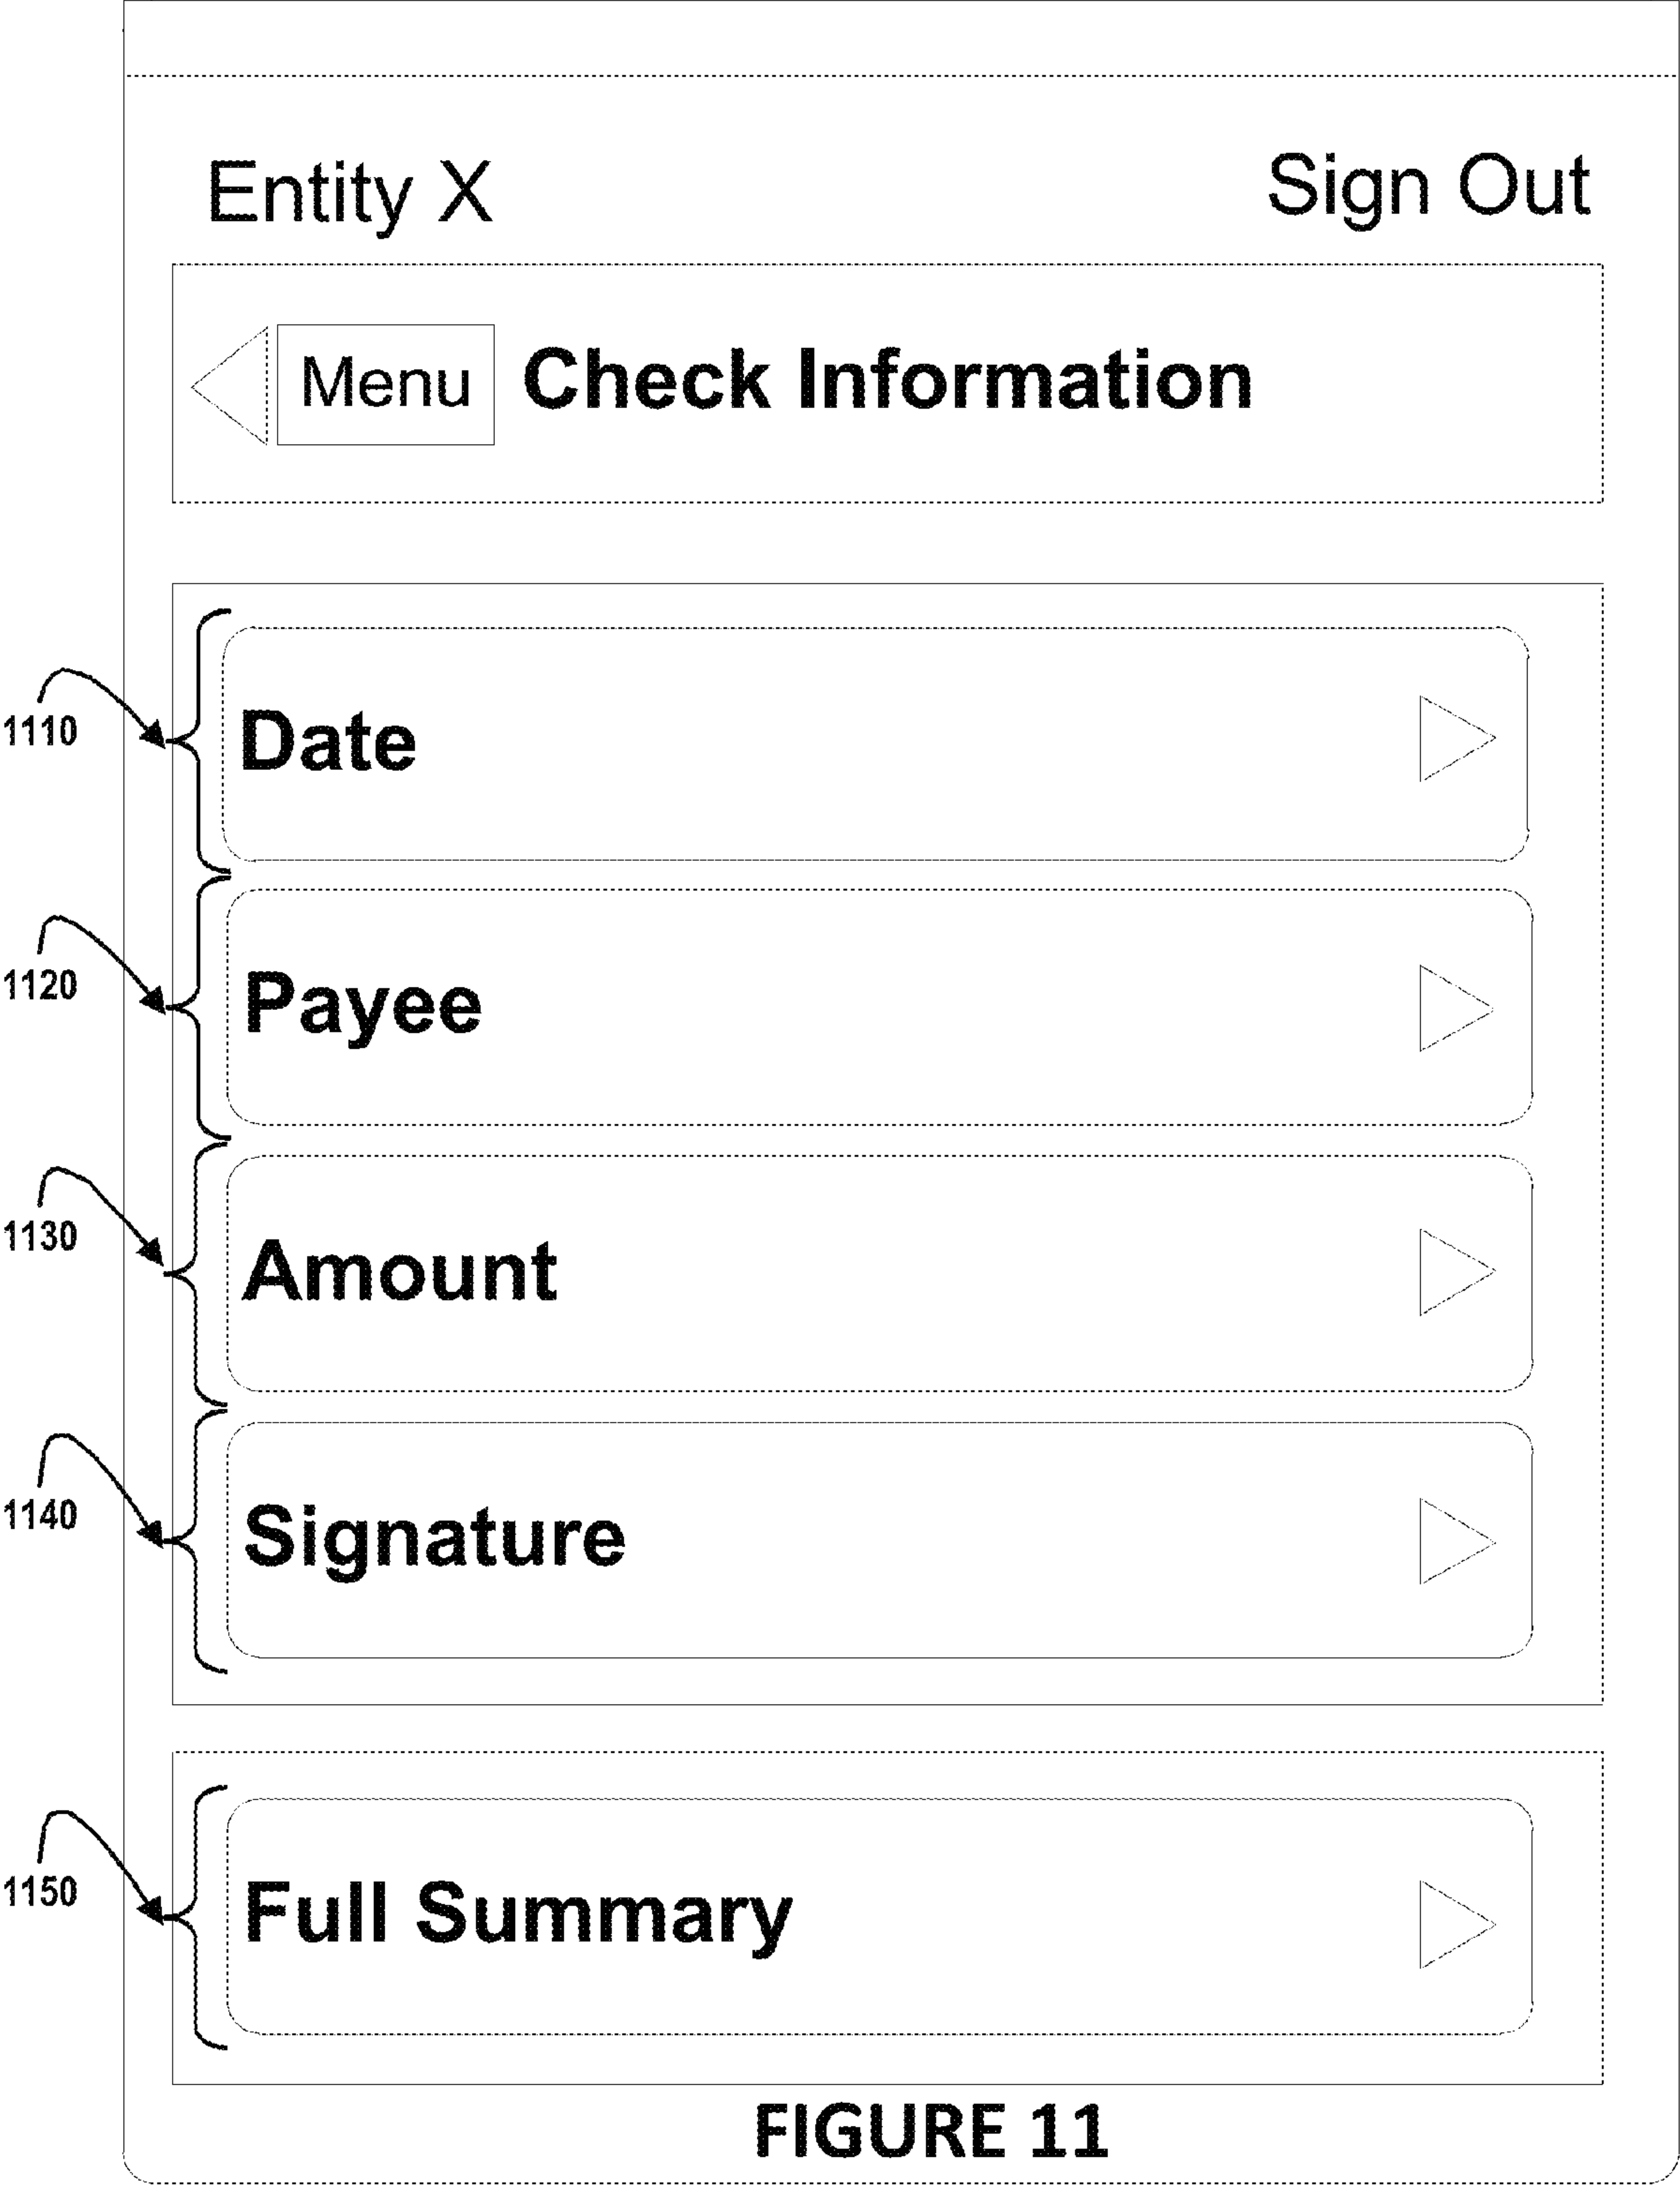 Entity X Sign Out
Menu Check Information
1110 Date
1120 Payee
1130 Amount
1140 Signature
1150 Full Summary
FIGURE 11